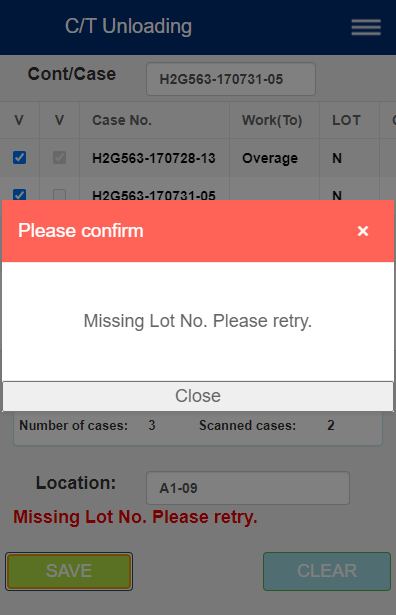 C/T Unloading
Cont/Case H2G563-170731-05
V V Case No. Work(To) LOT
H2G563-170728-13 Overage N
H2G563-170731-05 N
Please confirm ×
Missing Lot No. Please retry.
Close
Number of cases: 3 Scanned cases: 2
Location: A1-09
Missing Lot No. Please retry.
SAVE CLEAR